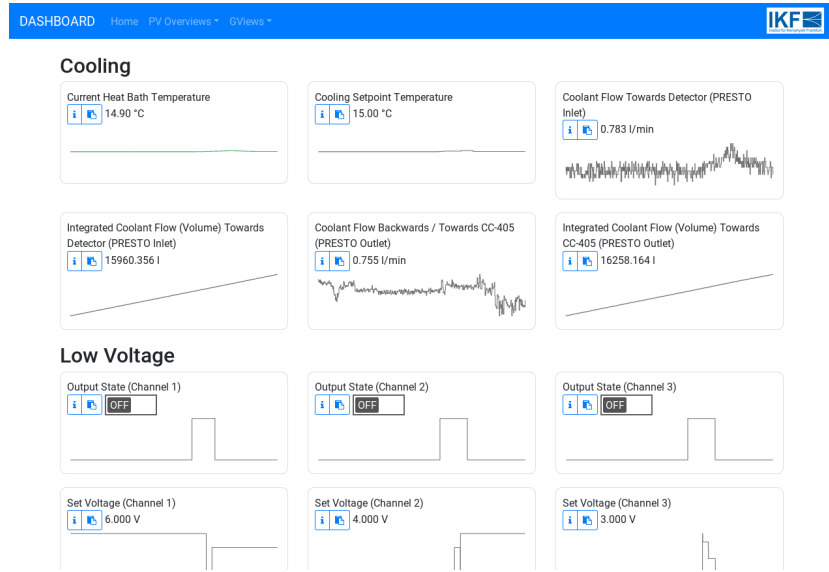 DASHBOARD Home PV Overviews GViews IKF
Institut für Kernphysik Frankfurt
Cooling
Current Heat Bath Temperature
14.90 °C
Cooling Setpoint Temperature
15.00 °C
Coolant Flow Towards Detector (PRESTO
Inlet)
0.783 l/min
Integrated Coolant Flow (Volume) Towards
Detector (PRESTO Inlet)
15960.356 l
Coolant Flow Backwards / Towards CC-405
(PRESTO Outlet)
0.755 l/min
Integrated Coolant Flow (Volume) Towards
CC-405 (PRESTO Outlet)
16258.164 l
Low Voltage
Output State (Channel 1)
OFF
Output State (Channel 2)
OFF
Output State (Channel 3)
OFF
Set Voltage (Channel 1)
6.000 V
Set Voltage (Channel 2)
4.000 V
Set Voltage (Channel 3)
3.000 V